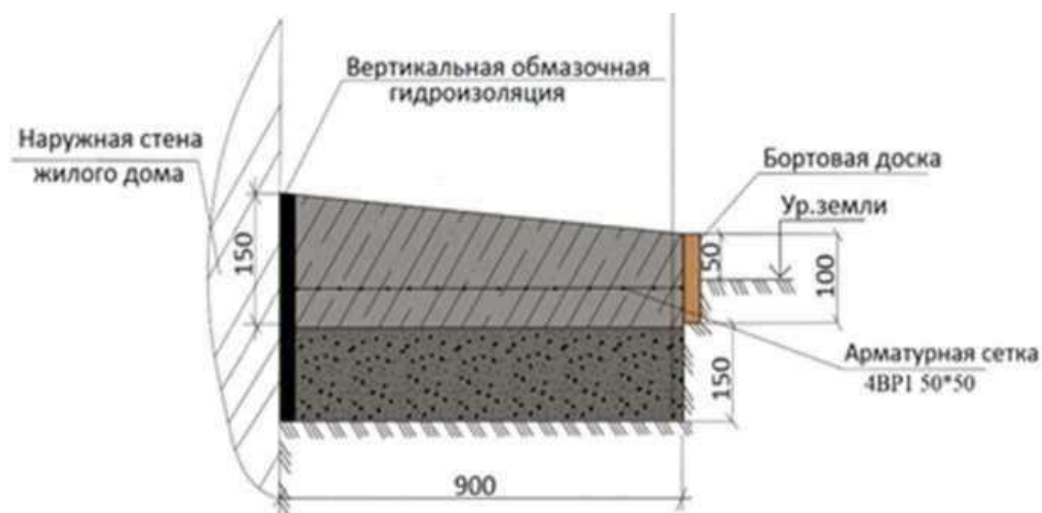 Вертикальная обмазочная
гидроизоляция
Наружная стена
жилого дома
Бортовая доска
Ур.земли
150
50
100
150
Арматурная сетка
4ВР1 50*50
900